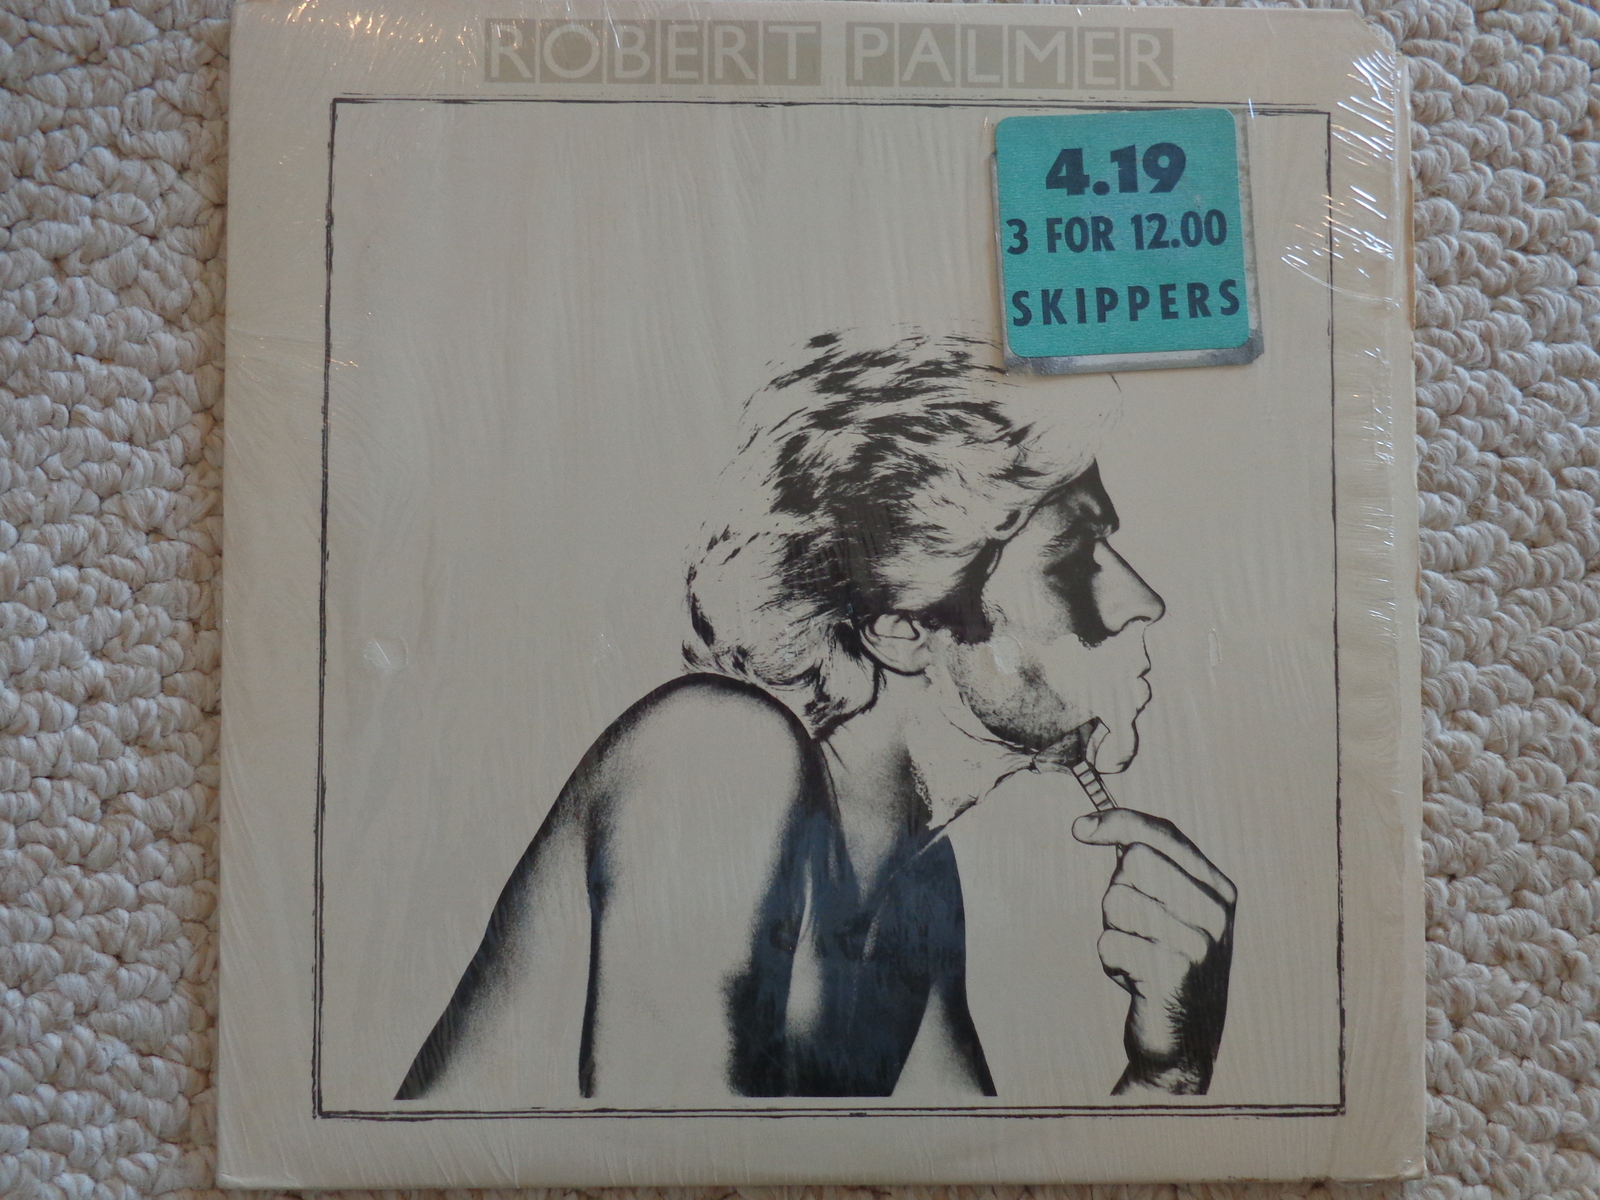 ROBERT PALMER
4.19
3 FOR 12.00
SKIPPERS